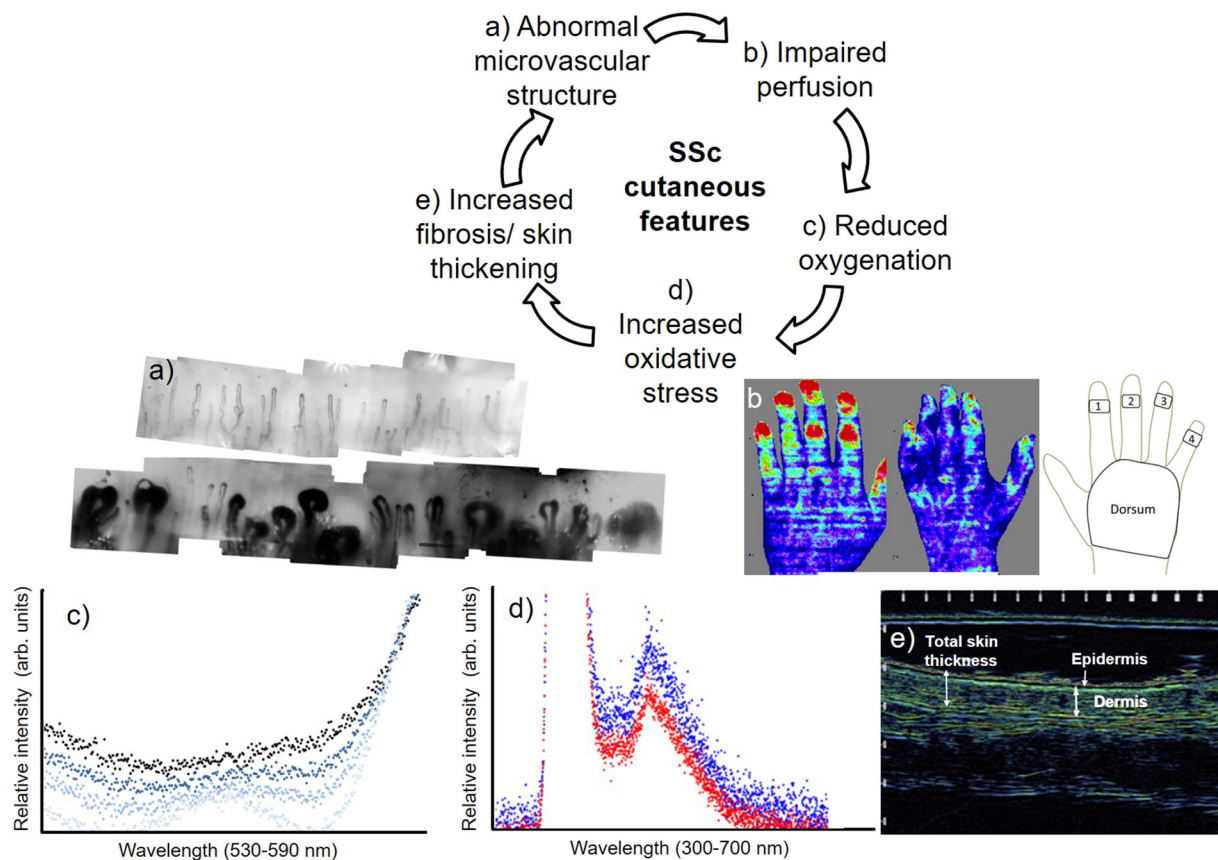 a) Abnormal
microvascular
structure
b) Impaired
perfusion
SSc
cutaneous
features
e) Increased
fibrosis/ skin
thickening
c) Reduced
oxygenation
d)
Increased
oxidative
stress
a)
b
1
2
3
4
Dorsum
c)
Relative intensity (arb. units)
Wavelength (530-590 nm)
d)
Relative intensity (arb. units)
Wavelength (300-700 nm)
e)
Total skin
thickness
Epidermis
Dermis